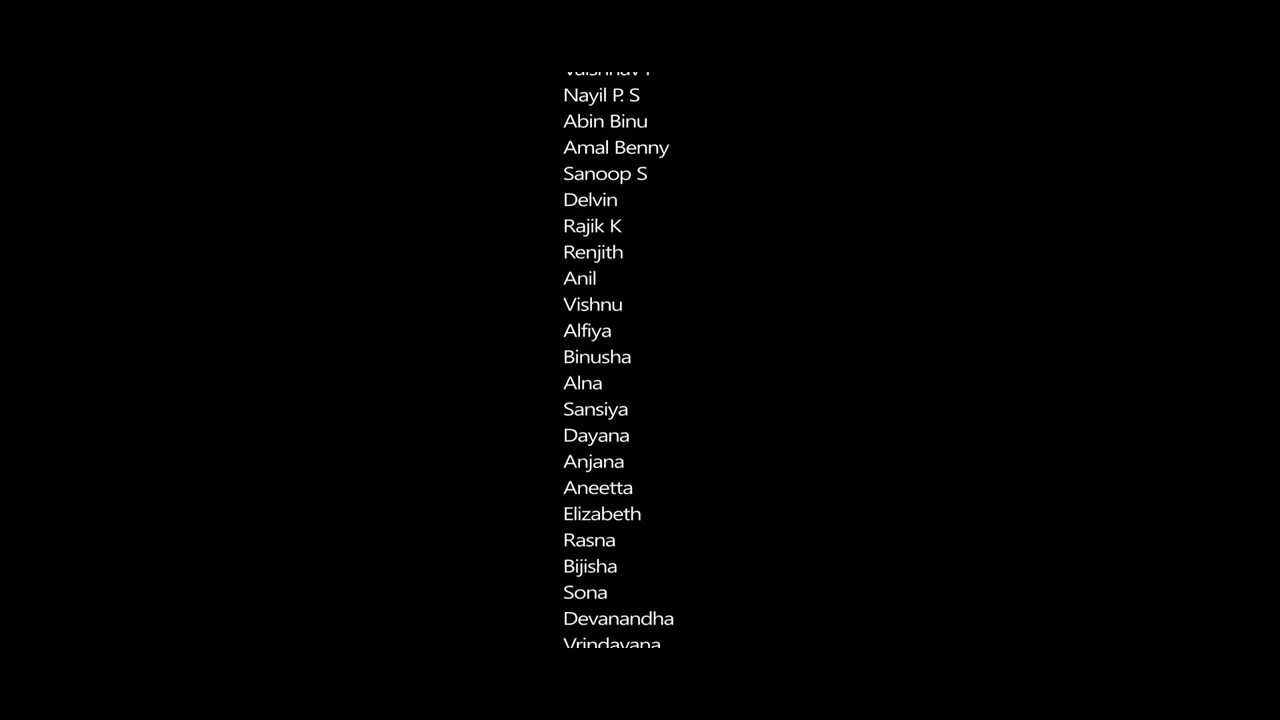 Nayil P. S
Abin Binu
Amal Benny
Sanoop S
Delvin
Rajik K
Renjith
Anil
Vishnu
Alfiya
Binusha
Alna
Sansiya
Dayana
Anjana
Aneetta
Elizabeth
Rasna
Bijisha
Sona
Devanandha
Vrindavana